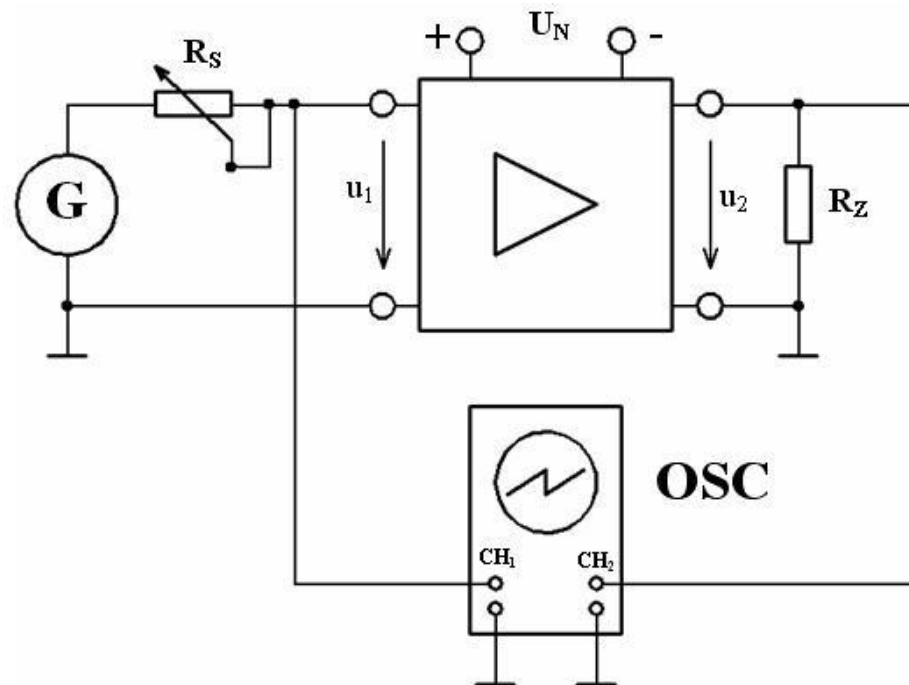 + U_N -
R_S
G
u_1
u_2
R_Z
OSC
CH_1 CH_2